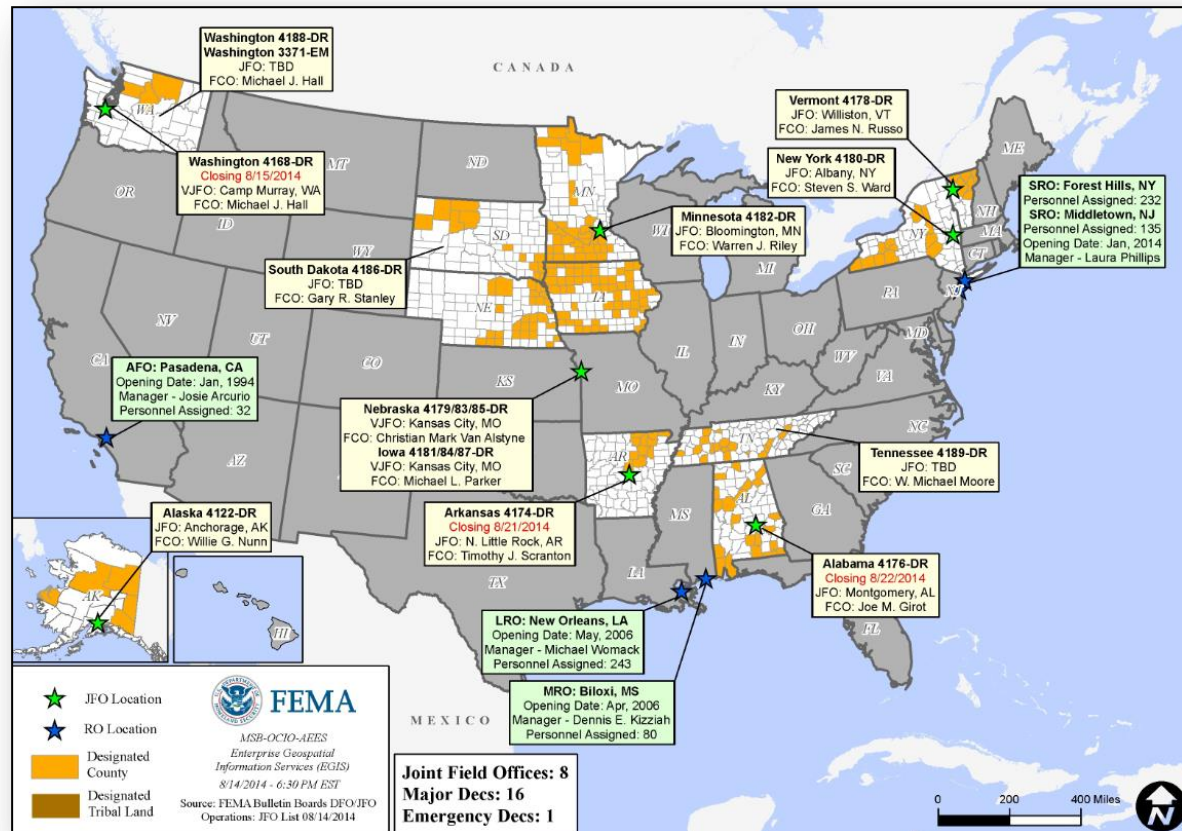 CANADA
Washington 4188-DR
Washington 3371-EM
JFO: TBD
FCO: Michael J. Hall
Washington 4168-DR
Closing 8/15/2014
VJFO: Camp Murray, WA
FCO: Michael J. Hall
South Dakota 4186-DR
JFO: TBD
FCO: Gary R. Stanley
Minnesota 4182-DR
JFO: Bloomington, MN
FCO: Warren J. Riley
Vermont 4178-DR
JFO: Williston, VT
FCO: James N. Russo
New York 4180-DR
JFO: Albany, NY
FCO: Steven S. Ward
SRO: Forest Hills, NY
Personnel Assigned: 232
SRO: Middletown, NJ
Personnel Assigned: 135
Opening Date: Jan, 2014
Manager - Laura Phillips
AFO: Pasadena, CA
Opening Date: Jan, 1994
Manager - Josie Arcurio
Personnel Assigned: 32
Nebraska 4179/83/85-DR
VJFO: Kansas City, MO
FCO: Christian Mark Van Alstyne
Iowa 4181/84/87-DR
VJFO: Kansas City, MO
FCO: Michael L. Parker
Tennessee 4189-DR
JFO: TBD
FCO: W. Michael Moore
Arkansas 4174-DR
Closing 8/21/2014
JFO: N. Little Rock, AR
FCO: Timothy J. Scranton
Alabama 4176-DR
Closing 8/22/2014
JFO: Montgomery, AL
FCO: Joe M. Girot
Alaska 4122-DR
JFO: Anchorage, AK
FCO: Willie G. Nunn
LRO: New Orleans, LA
Opening Date: May, 2006
Manager - Michael Womack
Personnel Assigned: 243
MRO: Biloxi, MS
Opening Date: Apr, 2006
Manager - Dennis E. Kizziah
Personnel Assigned: 80
WA
OR
ID
MT
ND
MN
WI
MI
SD
WY
NE
IA
NV
UT
CO
CA
AZ
KS
MO
IL
IN
OH
KY
WV
VA
PA
NY
NJ
MD
CT
MA
NH
ME
NC
SC
TN
AR
MS
AL
GA
LA
TX
FL
AK
HI
MEXICO
JFO Location
RO Location
Designated
County
Designated
Tribal Land
FEMA
MSB-OCIO-AEES
Enterprise Geospatial
Information Services (EGIS)
8/14/2014 - 6:30 PM EST
Source: FEMA Bulletin Boards DFO/JFO
Operations: JFO List 08/14/2014
Joint Field Offices: 8
Major Decs: 16
Emergency Decs: 1
0 200 400 Miles
N